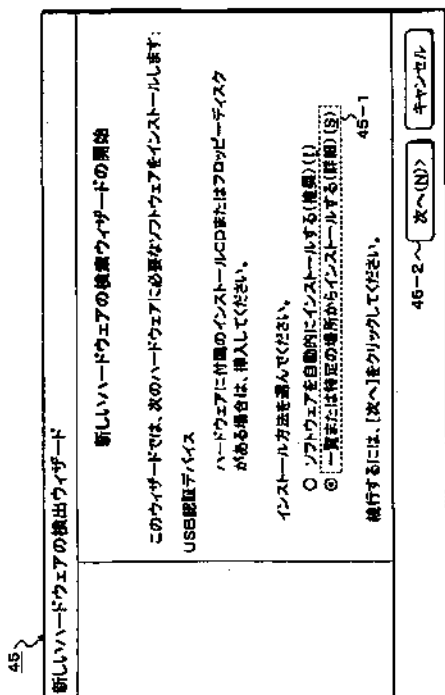 45
新しいハードウェアの検出ウィザード
新しいハードウェアの検索ウィザードの開始
このウィザードでは、次のハードウェアに必要なソフトウェアをインストールします:
USB認証デバイス
ハードウェアに付属のインストールCDまたはフロッピーディスク
がある場合は、挿入してください。
インストール方法を選んでください。
○ ソフトウェアを自動的にインストールする(推奨)(I)
◎ 一覧または特定の場所からインストールする(詳細)(S)
45-1
続行するには、[次へ]をクリックしてください。
45-2
次へ(N)>
キャンセル